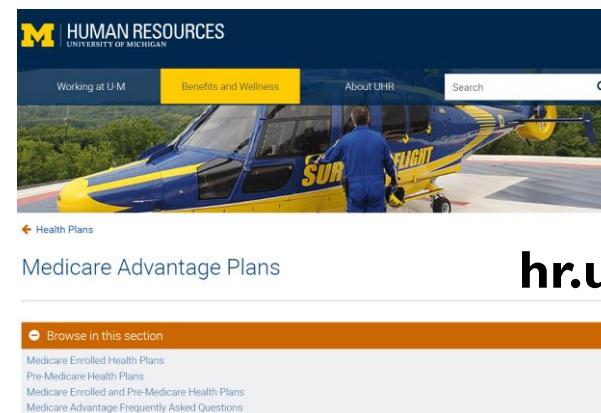 M HUMAN RESOURCES
UNIVERSITY OF MICHIGAN
Working at U-M Benefits and Wellness About UHR Search
SUR FLIGHT
Health Plans
Medicare Advantage Plans
hr.u
Browse in this section
Medicare Enrolled Health Plans
Pre-Medicare Health Plans
Medicare Enrolled and Pre-Medicare Health Plans
Medicare Advantage Frequently Asked Questions